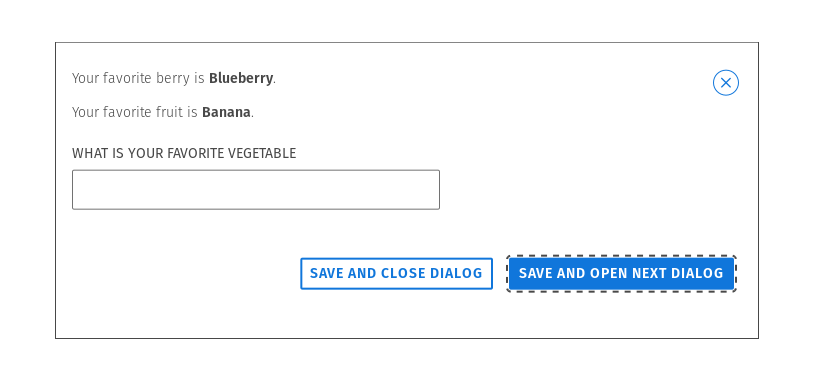 Your favorite berry is Blueberry.
Your favorite fruit is Banana.
WHAT IS YOUR FAVORITE VEGETABLE
SAVE AND CLOSE DIALOG
SAVE AND OPEN NEXT DIALOG